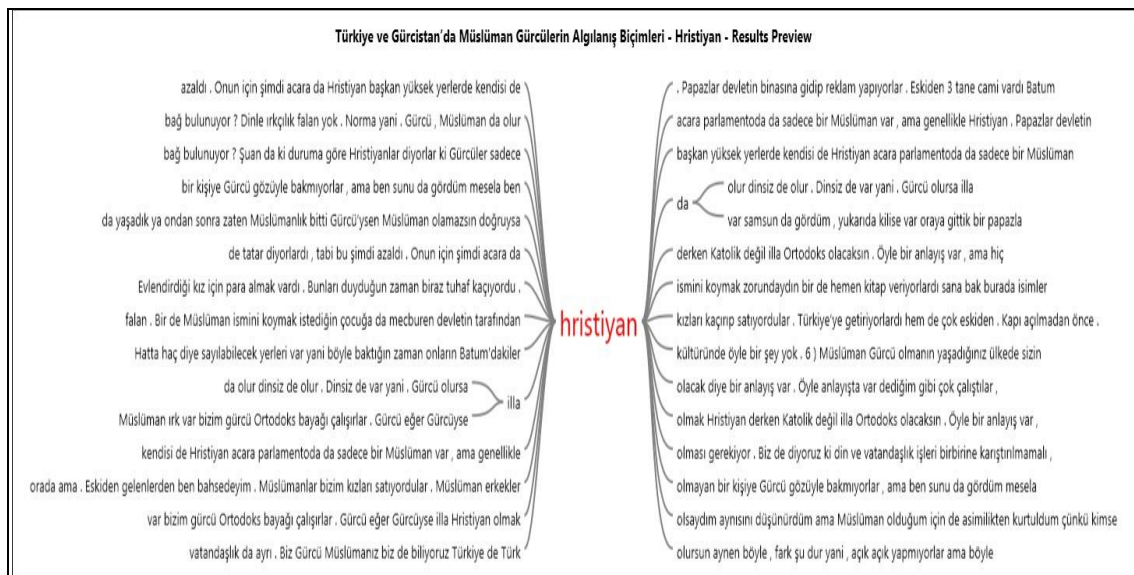 Türkiye ve Gürcistan'da Müslüman Gürcülerin Algılanış Biçimleri - Hristiyan - Results Preview
azaldı . Onun için şimdi acara da Hristiyan başkan yüksek yerlerde kendisi de
bağ bulunuyor ? Dinle ırkçılık falan yok . Norma yani . Gürcü , Müslüman da olur
bağ bulunuyor ? Şuan da ki duruma göre Hristiyanlar diyorlar ki Gürcüler sadece
bir kişiye Gürcü gözüyle bakmıyorlar , ama ben sunu da gördüm mesela ben
da yaşadık ya ondan sonra zaten Müslümanlık bitti Gürcü'ysen Müslüman olamazsın doğruysa
de tatar diyorlardı , tabi bu şimdi azaldı . Onun için şimdi acara da
Evlendirdiği kız için para almak vardı . Bunları duyduğun zaman biraz tuhaf kaçıyordu .
falan . Bir de Müslüman ismini koymak istediğin çocuğa da mecburen devletin tarafından
Hatta haç diye sayılabilecek yerleri var yani böyle baktığın zaman onların Batum'dakiler
da olur dinsiz de olur . Dinsiz de var yani . Gürcü olursa
Müslüman ırk var bizim gürcü Ortodoks bayağı çalışırlar . Gürcü eğer Gürcüyse
illa
kendisi de Hristiyan acara parlamentoda da sadece bir Müslüman var , ama genellikle
orada ama . Eskiden gelenlerden ben bahsedeyim . Müslümanlar bizim kızları satıyordular . Müslüman erkekler
var bizim gürcü Ortodoks bayağı çalışırlar . Gürcü eğer Gürcüyse illa Hristiyan olmak
vatandaşlık da ayrı . Biz Gürcü Müslümanız biz de biliyoruz Türkiye de Türk
hristiyan
. Papazlar devletin binasına gidip reklam yapıyorlar . Eskiden 3 tane cami vardı Batum
acara parlamentoda da sadece bir Müslüman var , ama genellikle Hristiyan . Papazlar devletin
başkan yüksek yerlerde kendisi de Hristiyan acara parlamentoda da sadece bir Müslüman
da
olur dinsiz de olur . Dinsiz de var yani . Gürcü olursa illa
var samsun da gördüm , yukarıda kilise var oraya gittik bir papazla
derken Katolik değil illa Ortodoks olacaksın . Öyle bir anlayış var , ama hiç
ismini koymak zorundaydın bir de hemen kitap veriyorlardı sana bak burada isimler
kızları kaçırıp satıyordular . Türkiye'ye getiriyorlardı hem de çok eskiden . Kapı açılmadan önce .
kültüründe öyle bir şey yok . 6 ) Müslüman Gürcü olmanın yaşadığınız ülkede sizin
olacak diye bir anlayış var . Öyle anlayışta var dediğim gibi çok çalıştılar ,
olmak Hristiyan derken Katolik değil illa Ortodoks olacaksın . Öyle bir anlayış var ,
olması gerekiyor . Biz de diyoruz ki din ve vatandaşlık işleri birbirine karıştırılmamalı ,
olmayan bir kişiye Gürcü gözüyle bakmıyorlar , ama ben sunu da gördüm mesela
olsaydım aynısını düşünürdüm ama Müslüman olduğum için de asimilikten kurtuldum çünkü kimse
olursun aynen böyle , fark şu dur yani , açık açık yapmıyorlar ama böyle